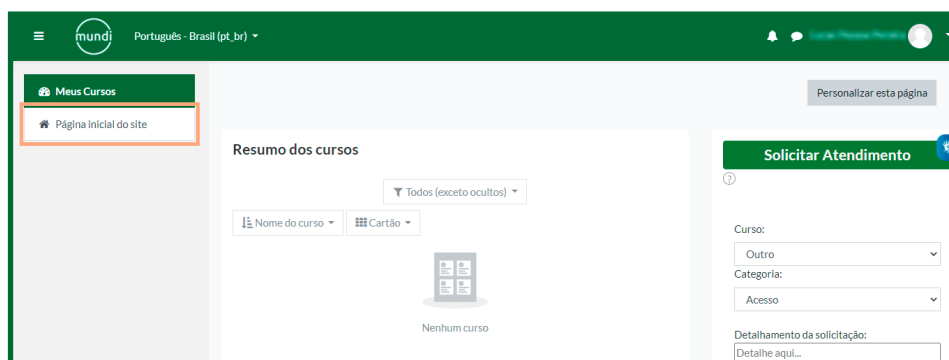 mundi
Português - Brasil (pt_br)
Meus Cursos
Página inicial do site
Personalizar esta página
Resumo dos cursos
Todos (exceto ocultos)
Nome do curso
Cartão
Nenhum curso
Solicitar Atendimento
?
Curso:
Outro
Categoria:
Acesso
Detalhamento da solicitação:
Detalhe aqui...